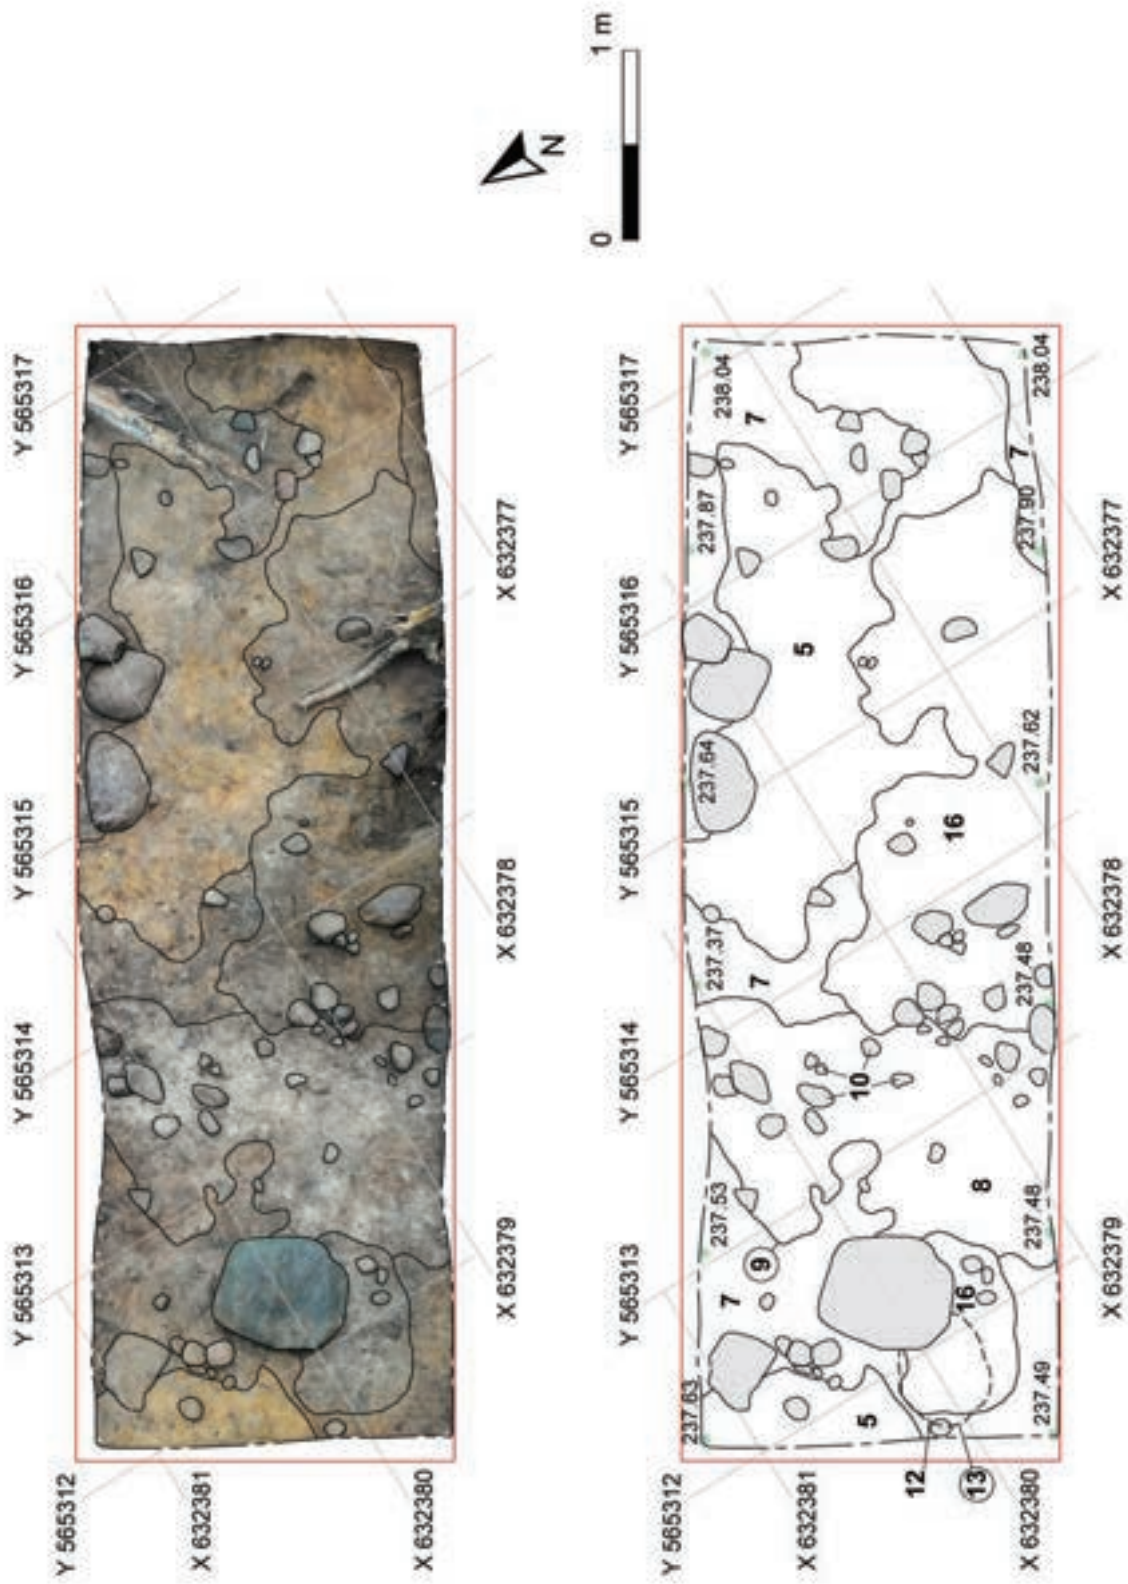 Y 565312
Y 565313
Y 565314
Y 565315
Y 565316
Y 565317
X 632381
X 632380
X 632379
X 632378
X 632377
N
0
1 m
Y 565312
Y 565313
Y 565314
Y 565315
Y 565316
Y 565317
237.63
237.53
237.37
237.64
237.87
238.04
7
9
7
7
5
10
5
16
8
16
7
12
13
237.49
237.48
237.48
237.62
237.90
238.04
X 632381
X 632380
X 632379
X 632378
X 632377